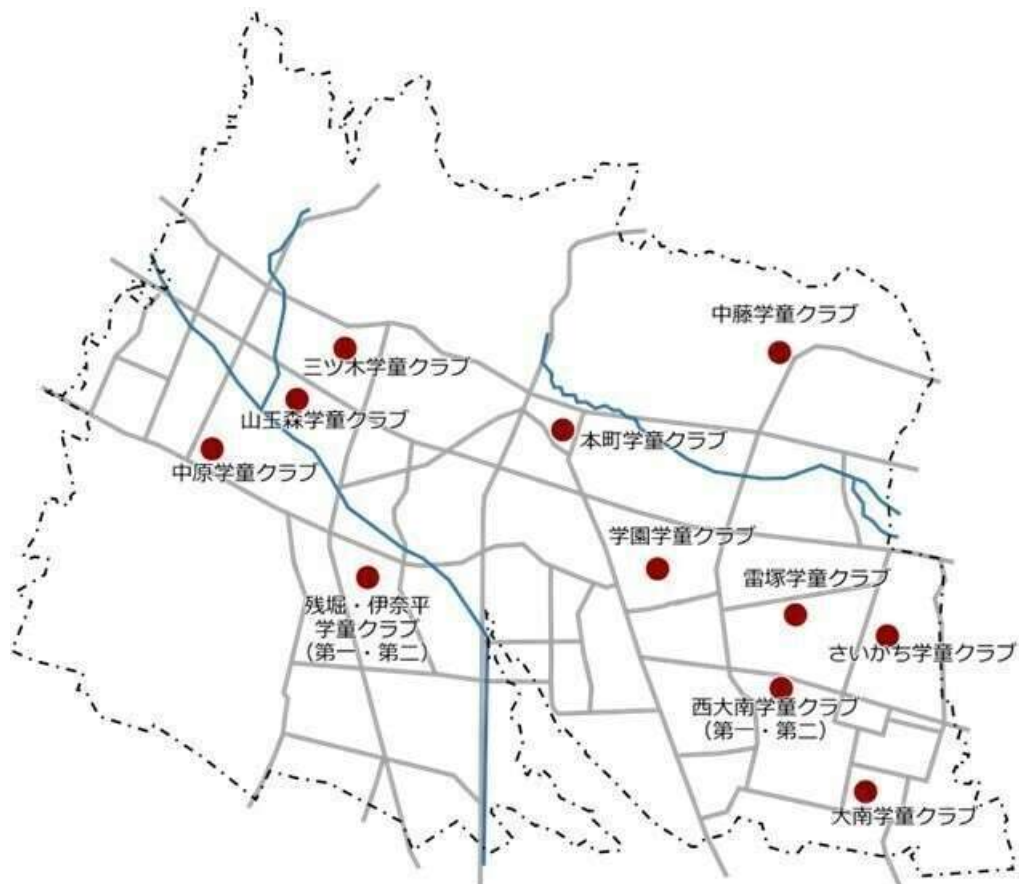 中藤学童クラブ
三ツ木学童クラブ
山王森学童クラブ
本町学童クラブ
中原学童クラブ
学園学童クラブ
雷塚学童クラブ
残堀・伊奈平
学童クラブ
（第一・第二）
さいかち学童クラブ
西大南学童クラブ
（第一・第二）
大南学童クラブ